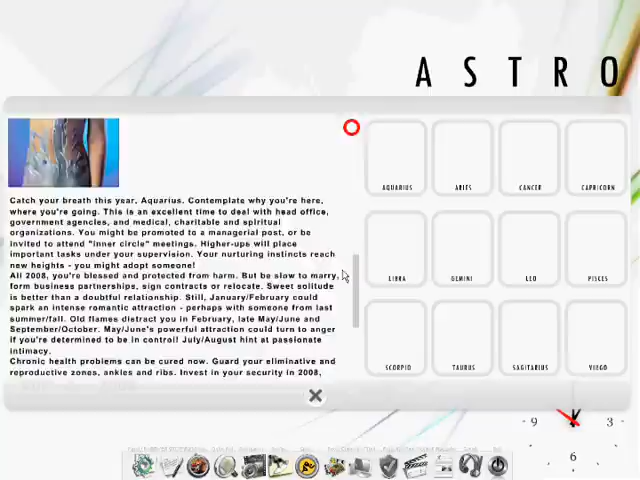 ASTRO
Catch your breath this year, Aquarius. Contemplate why you're here,
where you're going. This is an excellent time to deal with head office,
government agencies, and medical, charitable and spiritual
organizations. You might be promoted to a managerial post, or be
invited to attend "inner circle" meetings. Higher-ups will place
important tasks under your supervision. Your nurturing instincts reach
new heights - you might adopt someone!
All 2008, you're blessed and protected from harm. But be slow to marry,
form business partnerships, sign contracts or relocate. Sweet solitude
is better than a doubtful relationship. Still, January/February could
spark an intense romantic attraction - perhaps with someone from last
summer/fall. Old flames distract you in February, late May/June and
September/October. May/June's powerful attraction could turn to anger
if you're determined to be in control! July/August hint at passionate
intimacy.
Chronic health problems can be cured now. Guard your eliminative and
reproductive zones, ankles and ribs. Invest in your security in 2008,
AQUARIUS ARIES CANCER CAPRICORN
LIBRA GEMINI LEO PISCES
SCORPIO TAURUS SAGITARIUS VIRGO
9 3
6